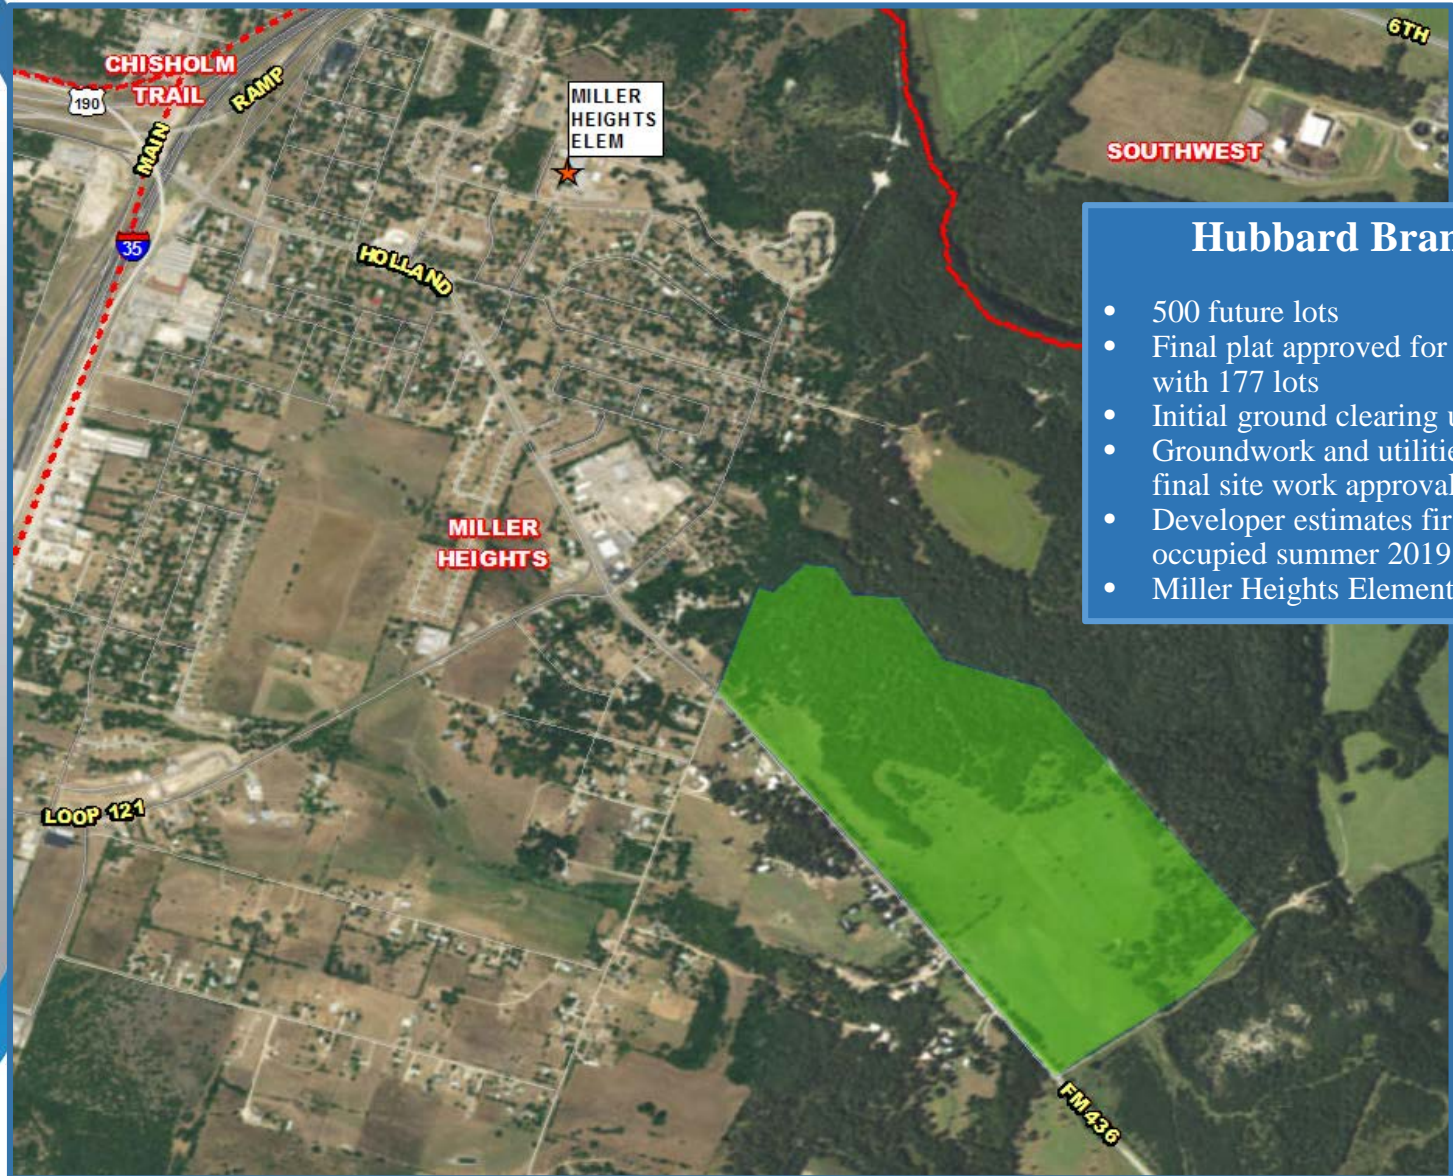 6TH
CHISHOLM
TRAIL
190
RAMP
MAIN
MILLER
HEIGHTS
ELEM
SOUTHWEST
35
HOLLAND
Hubbard Bran
• 500 future lots
• Final plat approved for
with 177 lots
• Initial ground clearing u
• Groundwork and utilitie
final site work approval
• Developer estimates fir
occupied summer 2019
• Miller Heights Element
MILLER
HEIGHTS
LOOP 121
FM 436